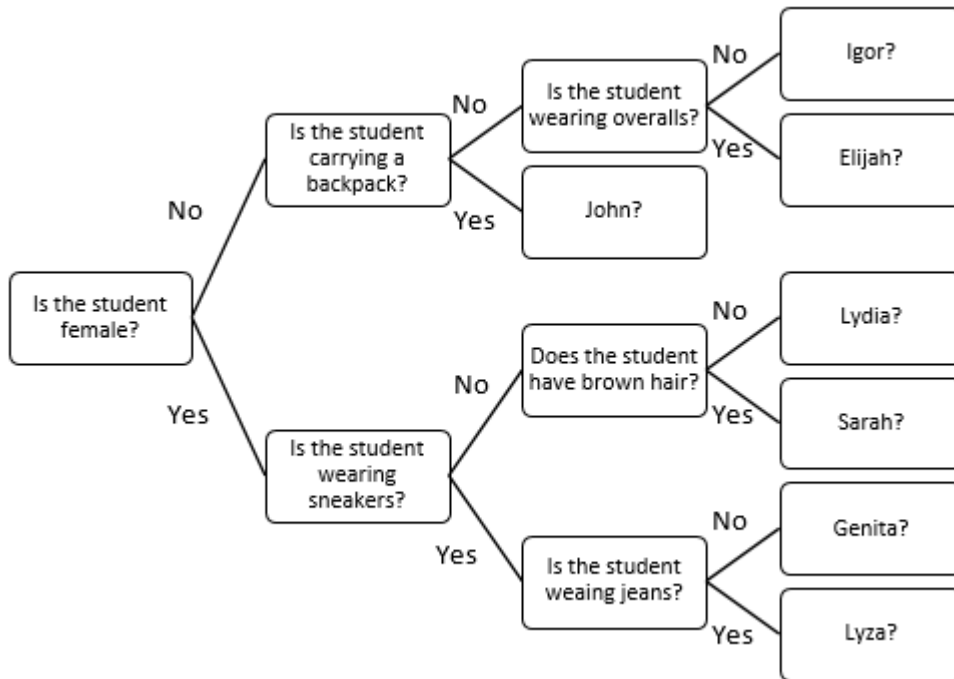 No
Igor?
Is the student
wearing overalls?
No
Is the student
carrying a
backpack?
Yes
Elijah?
Yes
John?
No
Is the student
female?
No
Lydia?
Does the student
have brown hair?
No
Yes
Sarah?
Yes
Is the student
wearing
sneakers?
No
Genita?
Yes
Is the student
weaing jeans?
Yes
Lyza?